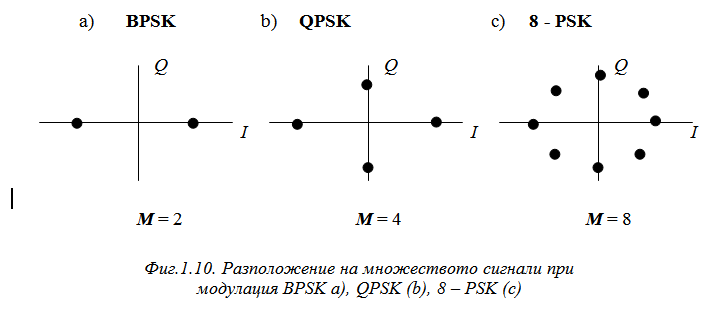 a) BPSK b) QPSK c) 8 - PSK
Q Q Q
I I I
M = 2 M = 4 M = 8
Фиг.1.10. Разположение на множеството сигнали при
модулация BPSK a), QPSK (b), 8 – PSK (c)